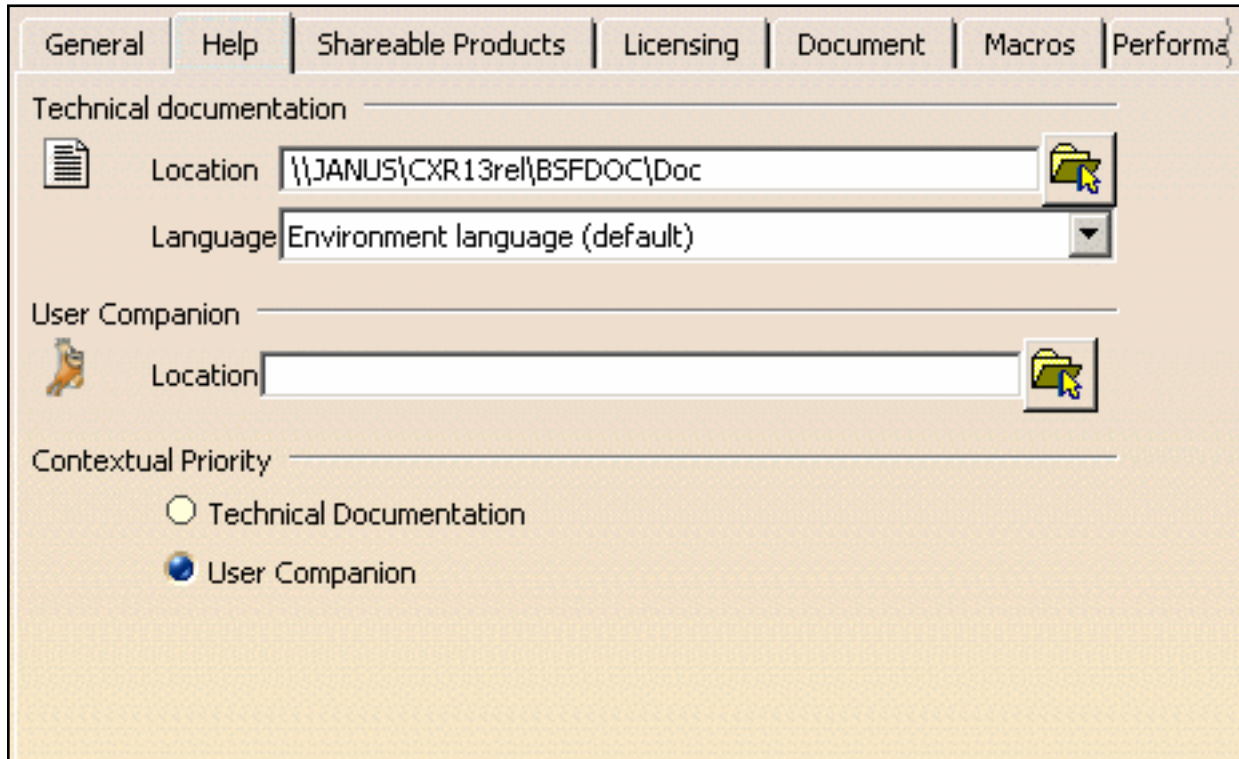 General Help Shareable Products Licensing Document Macros Performa
Technical documentation
Location \\JANUS\CXR13rel\BSFDOC\Doc
Language Environment language (default)
User Companion
Location
Contextual Priority
Technical Documentation
User Companion